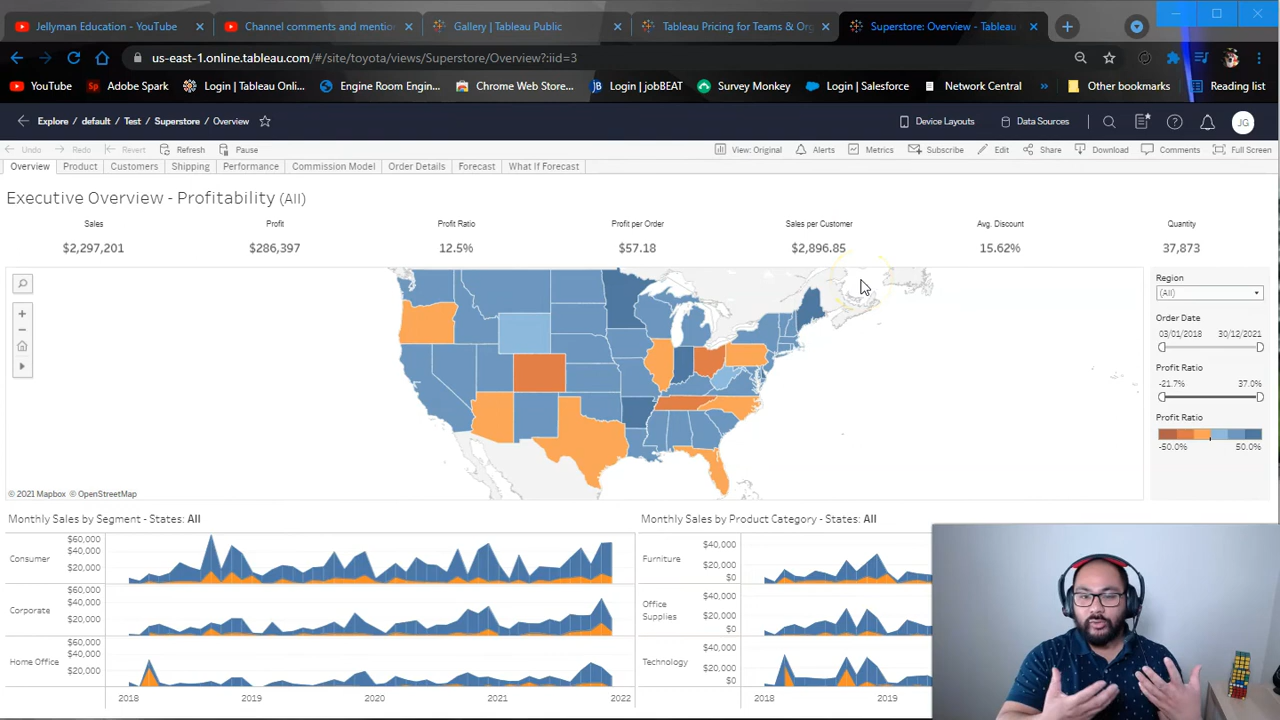 Jellyman Education - YouTube
Channel comments and mentio
Gallery | Tableau Public
Tableau Pricing for Teams & Org
Superstore: Overview - Tableau
us-east-1.online.tableau.com/#/site/toyota/views/Superstore/Overview?:iid=3
YouTube Adobe Spark Login | Tableau Onli... Engine Room Engin... Chrome Web Store... Login | jobBEAT Survey Monkey Login | Salesforce Network Central » Other bookmarks Reading list
Explore / default / Test / Superstore / Overview Device Layouts Data Sources JG
Undo Redo Revert Refresh Pause View: Original Alerts Metrics Subscribe Edit Share Download Comments Full Screen
Overview Product Customers Shipping Performance Commission Model Order Details Forecast What If Forecast
Executive Overview - Profitability (All)
Sales Profit Profit Ratio Profit per Order Sales per Customer Avg. Discount Quantity
$2,297,201 $286,397 12.5% $57.18 $2,896.85 15.62% 37,873
Region
(All)
Order Date
03/01/2018 30/12/2021
Profit Ratio
-21.7% 37.0%
Profit Ratio
-50.0% 50.0%
© 2021 Mapbox © OpenStreetMap
Monthly Sales by Segment - States: All
Consumer
$60,000
$40,000
$20,000
Corporate
$60,000
$40,000
$20,000
Home Office
$60,000
$40,000
$20,000
2018 2019 2020 2021 2022
Monthly Sales by Product Category - States: All
Furniture
$40,000
$20,000
$0
Office
Supplies
$40,000
$20,000
$0
Technology
$40,000
$20,000
$0
2018 2019